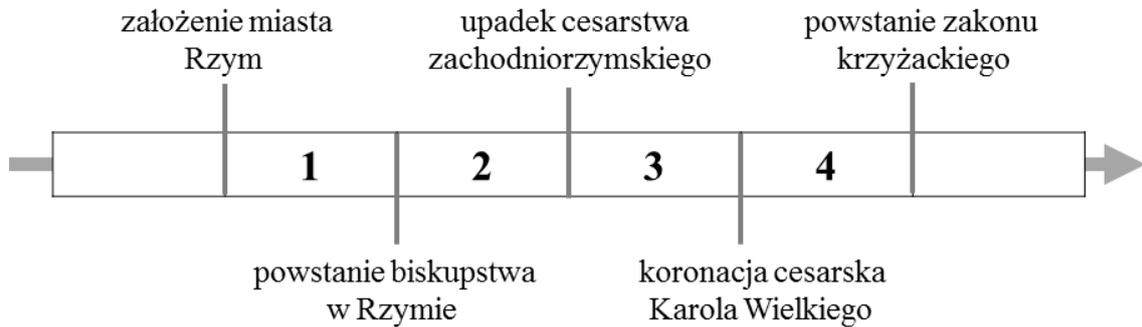 założenie miasta
Rzym
upadek cesarstwa
zachodniorzymskiego
powstanie zakonu
krzyżackiego
1 2 3 4
powstanie biskupstwa
w Rzymie
koronacja cesarska
Karola Wielkiego